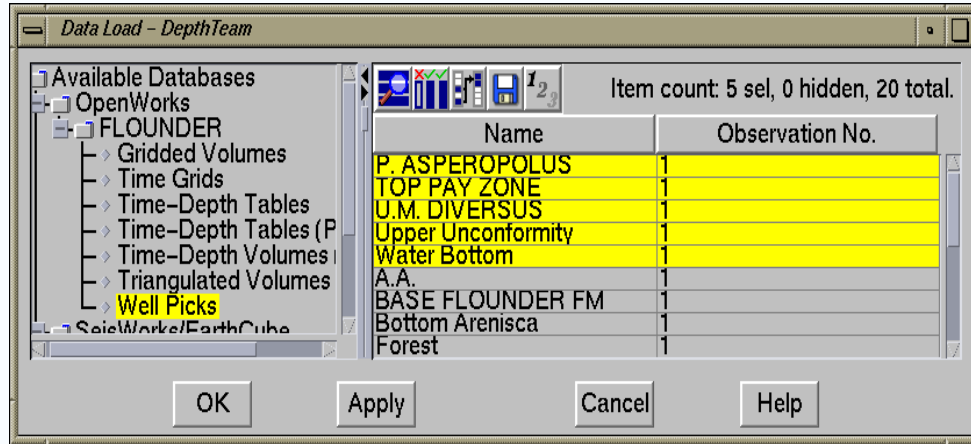 Data Load – DepthTeam
Available Databases
OpenWorks
FLOUNDER
Gridded Volumes
Time Grids
Time–Depth Tables
Time–Depth Tables (P
Time–Depth Volumes
Triangulated Volumes
Well Picks
SeisWorks/EarthCube
1 2 3
Item count: 5 sel, 0 hidden, 20 total.
Name Observation No.
P. ASPEROPOLUS 1
TOP PAY ZONE 1
U.M. DIVERSUS 1
Upper Unconformity 1
Water Bottom 1
A.A. 1
BASE FLOUNDER FM 1
Bottom Arenisca 1
Forest 1
OK Apply Cancel Help